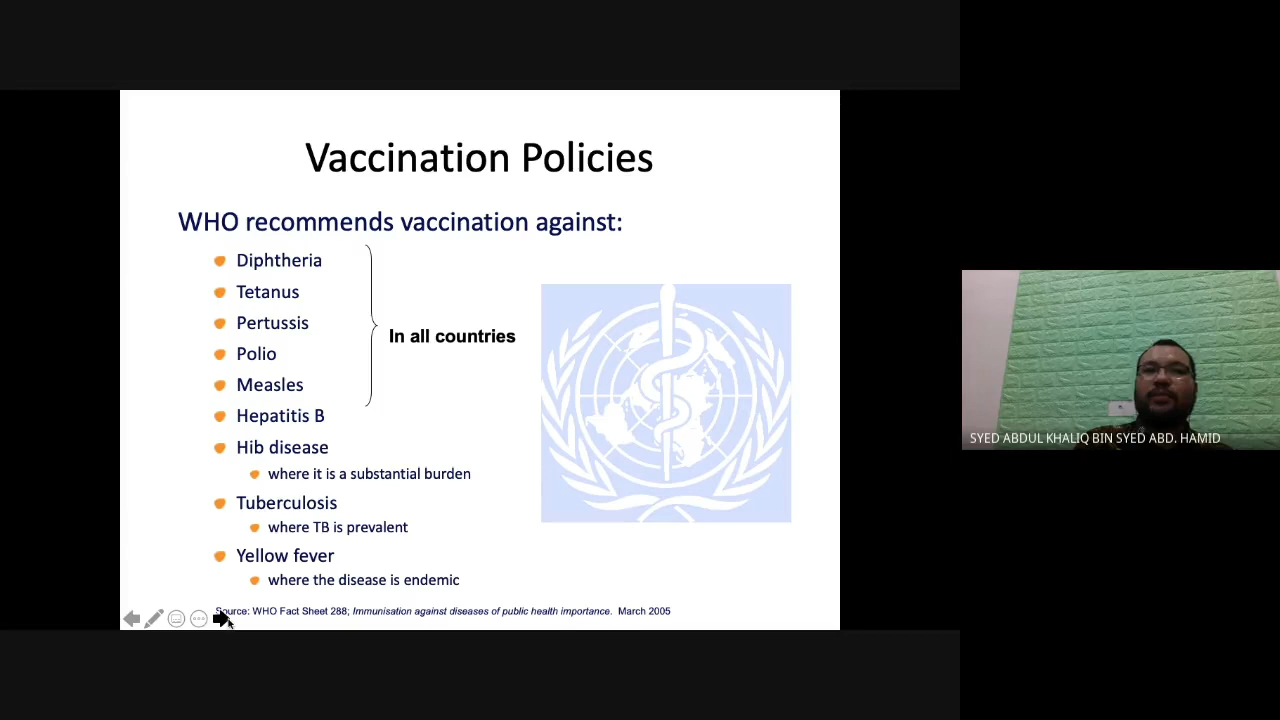 Vaccination Policies
WHO recommends vaccination against:
Diphtheria
Tetanus
Pertussis
Polio
Measles
In all countries
Hepatitis B
Hib disease
where it is a substantial burden
Tuberculosis
where TB is prevalent
Yellow fever
where the disease is endemic
Source: WHO Fact Sheet 288; Immunisation against diseases of public health importance. March 2005
SYED ABDUL KHALIQ BIN SYED ABD. HAMID